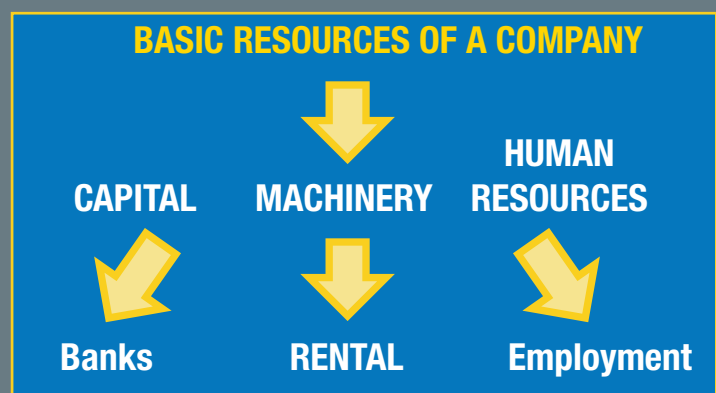 BASIC RESOURCES OF A COMPANY
CAPITAL
MACHINERY
HUMAN
RESOURCES
Banks
RENTAL
Employment